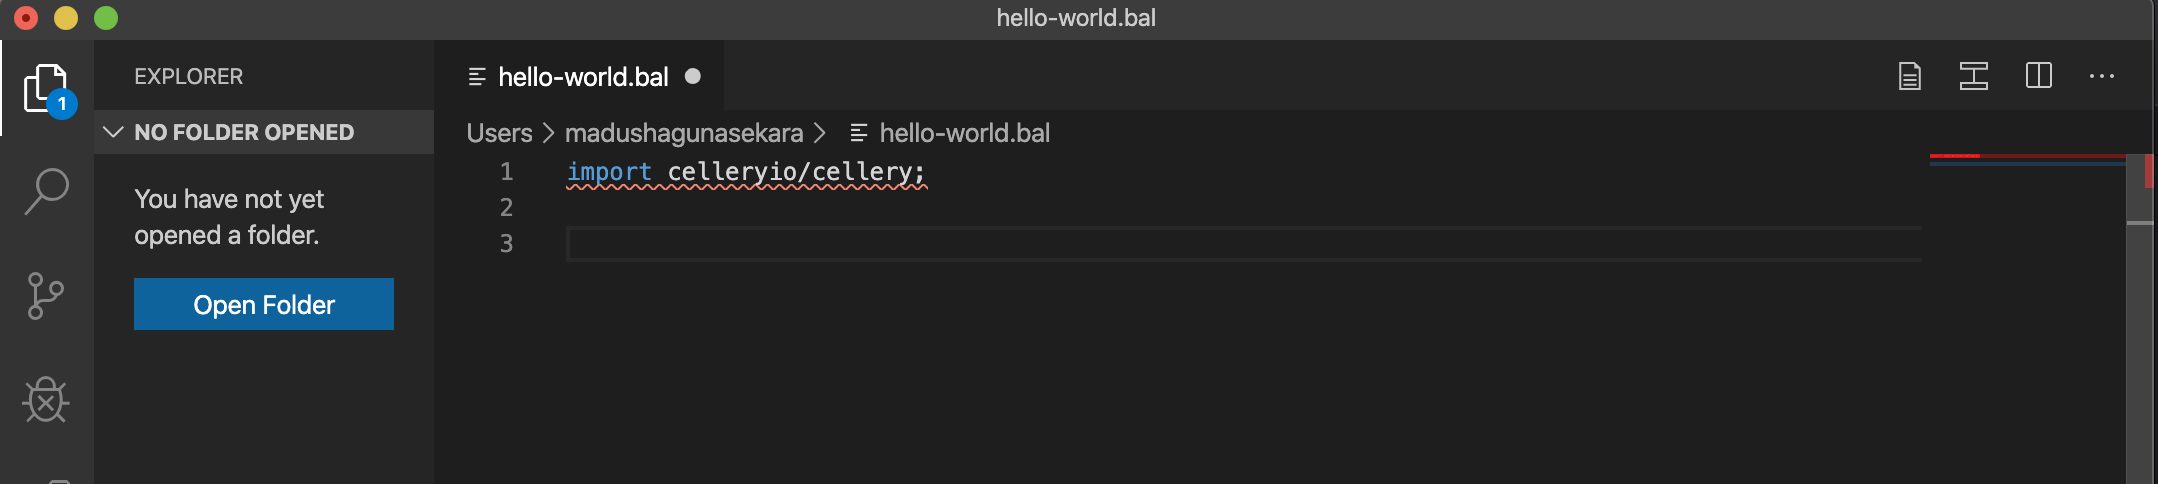 hello-world.bal
1
EXPLORER
NO FOLDER OPENED
You have not yet
opened a folder.
Open Folder
hello-world.bal
Users > madushagunasekara > hello-world.bal
1 import celleryio/cellery;
2
3